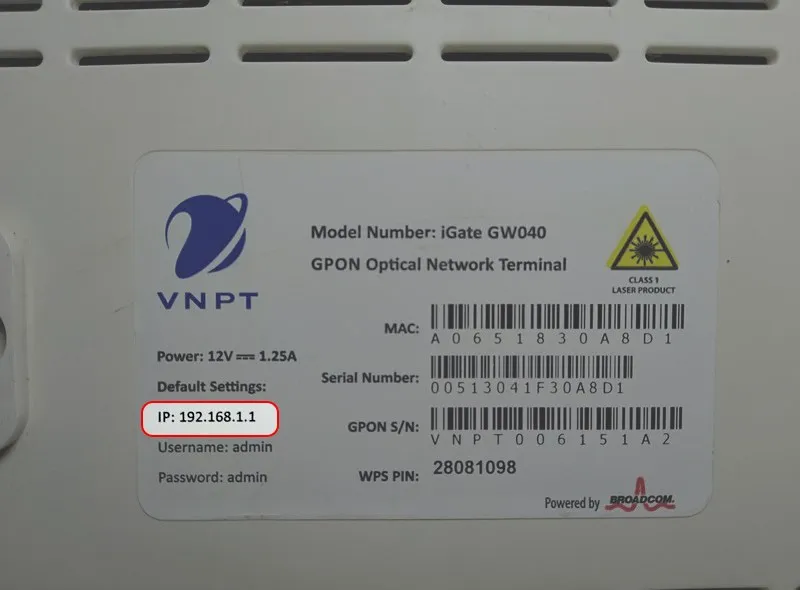 VNPT
Model Number: iGate GW040
GPON Optical Network Terminal
CLASS 1
LASER PRODUCT
Power: 12V⎓1.25A
Default Settings:
IP: 192.168.1.1
Username: admin
Password: admin
MAC:
A0651830A8D1
Serial Number:
00513041F30A8D1
GPON S/N:
VNPT006151A2
WPS PIN: 28081098
Powered by BROADCOM.